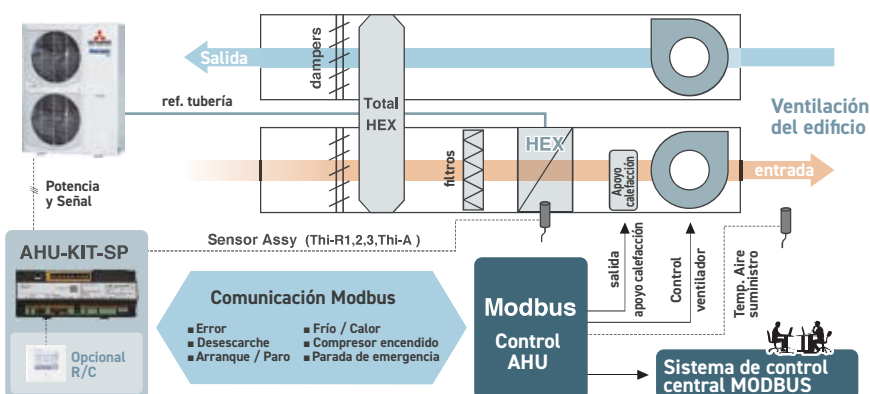 Salida
dampers
ref. tubería
Total
HEX
Ventilación
del edificio
HEX
filtros
Apoyo
calefacción
entrada
Potencia
y Señal
Sensor Assy (Thi-R1,2,3,Thi-A )
AHU-KIT-SP
Opcional
R/C
Comunicación Modbus
■ Error
■ Desescarche
■ Arranque / Paro
■ Frío / Calor
■ Compresor encendido
■ Parada de emergencia
salida
apoyo calefacción
Control
ventilador
Temp. Aire
suministro
Modbus
Control
AHU
Sistema de control
central MODBUS